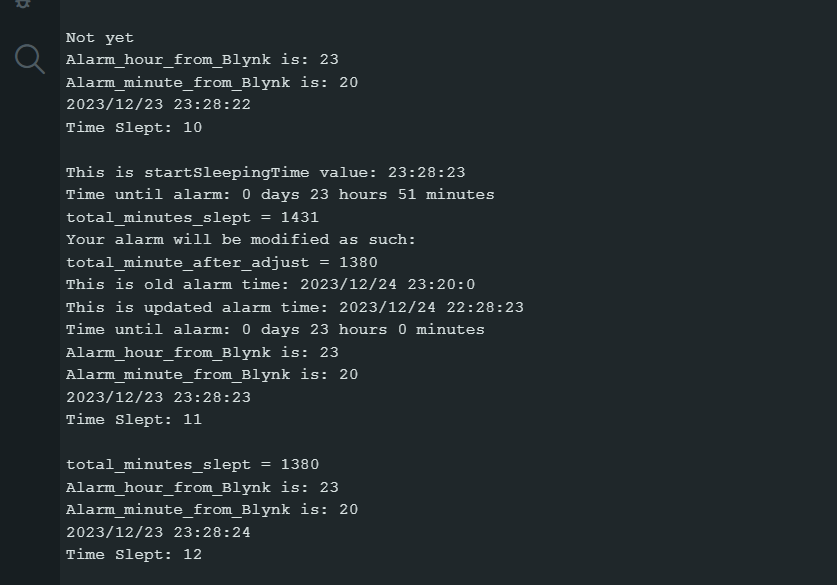 Not yet
Alarm_hour_from_Blynk is: 23
Alarm_minute_from_Blynk is: 20
2023/12/23 23:28:22
Time Slept: 10
This is startSleepingTime value: 23:28:23
Time until alarm: 0 days 23 hours 51 minutes
total_minutes_slept = 1431
Your alarm will be modified as such:
total_minute_after_adjust = 1380
This is old alarm time: 2023/12/24 23:20:0
This is updated alarm time: 2023/12/24 22:28:23
Time until alarm: 0 days 23 hours 0 minutes
Alarm_hour_from_Blynk is: 23
Alarm_minute_from_Blynk is: 20
2023/12/23 23:28:23
Time Slept: 11
total_minutes_slept = 1380
Alarm_hour_from_Blynk is: 23
Alarm_minute_from_Blynk is: 20
2023/12/23 23:28:24
Time Slept: 12